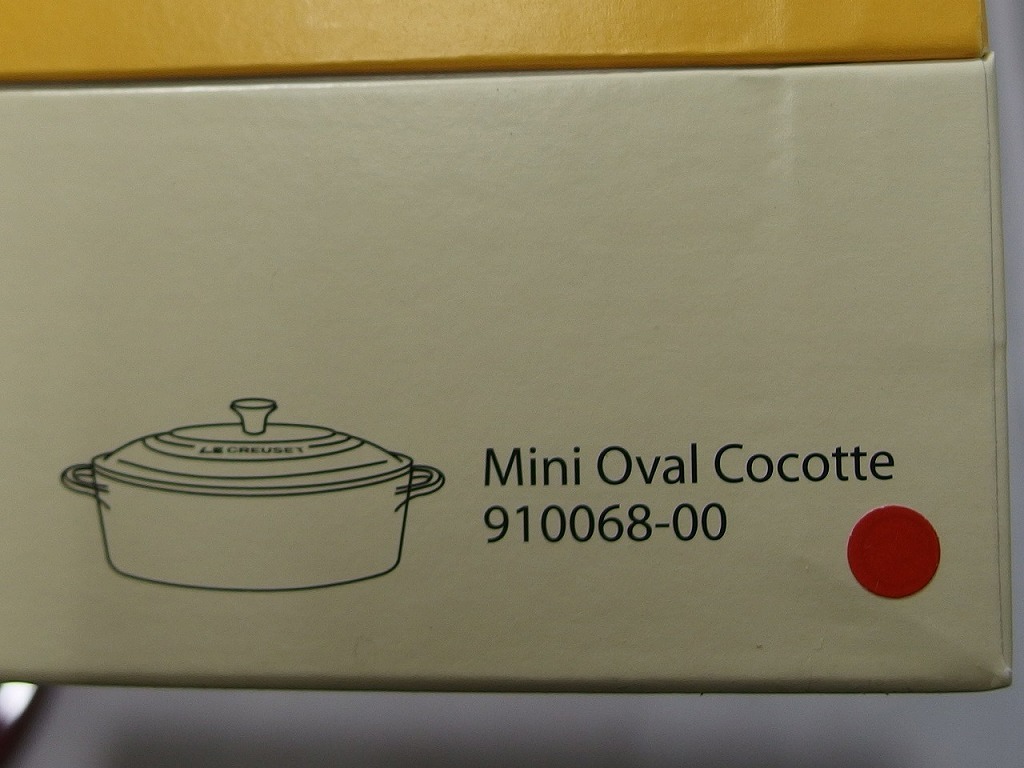 LE CREUSET
Mini Oval Cocotte
910068-00